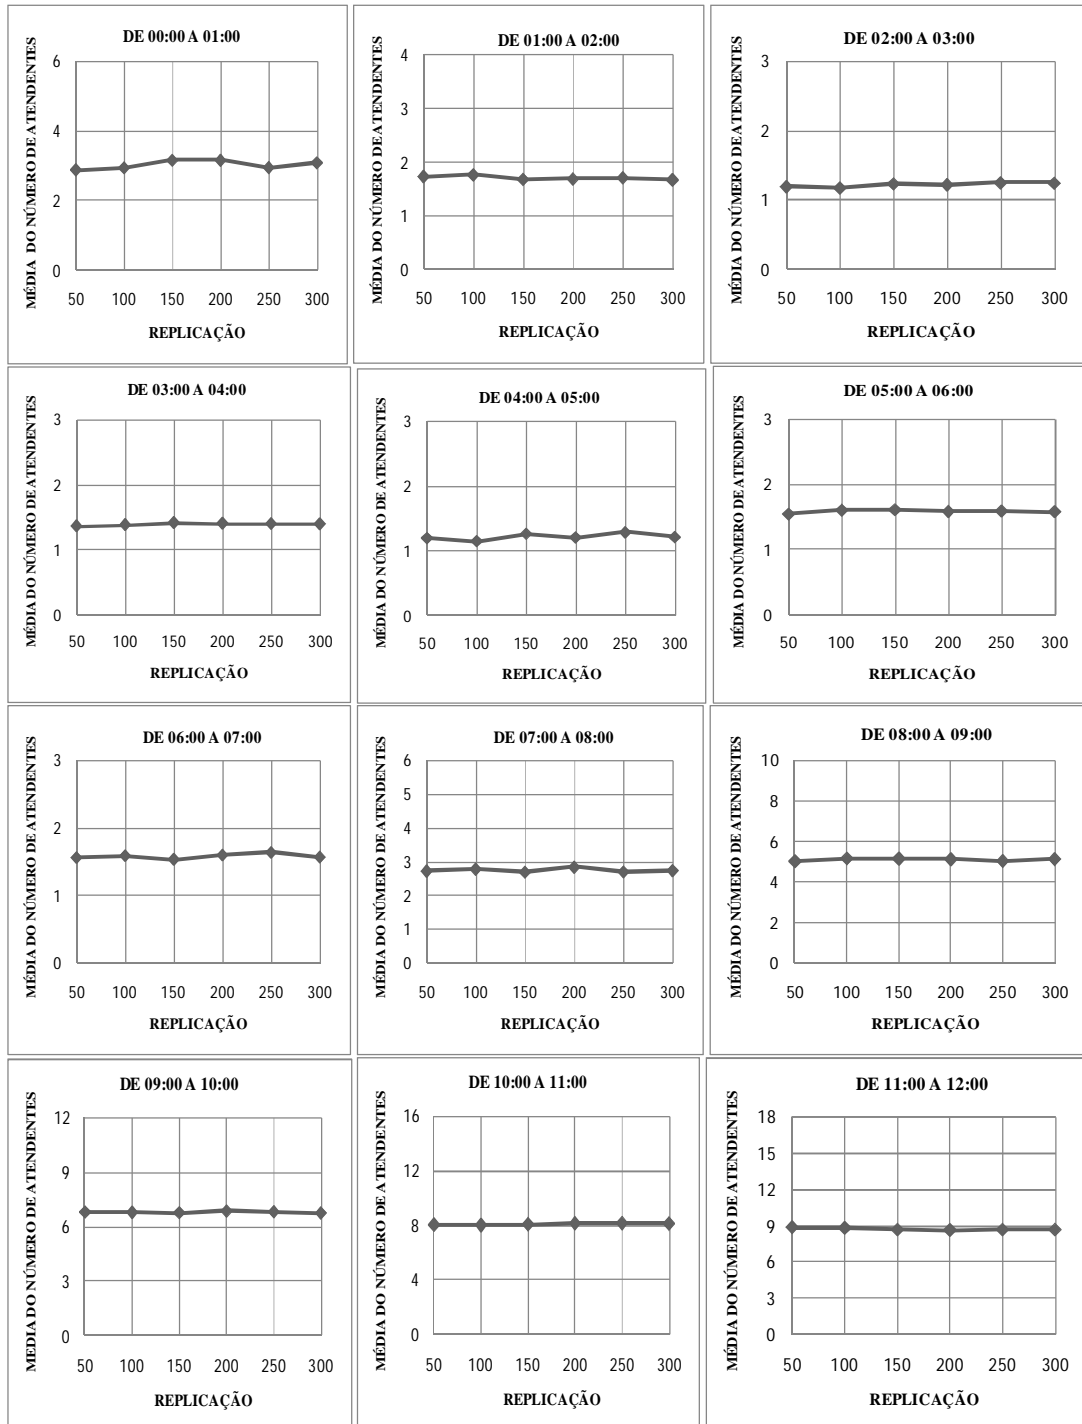 DE 00:00 A 01:00
MÉDIA DO NÚMERO DE ATENDENTES
6
4
2
0
50 100 150 200 250 300
REPLICAÇÃO
DE 01:00 A 02:00
MÉDIA DO NÚMERO DE ATENDENTES
4
3
2
1
0
50 100 150 200 250 300
REPLICAÇÃO
DE 02:00 A 03:00
MÉDIA DO NÚMERO DE ATENDENTES
3
2
1
0
50 100 150 200 250 300
REPLICAÇÃO
DE 03:00 A 04:00
MÉDIA DO NÚMERO DE ATENDENTES
3
2
1
0
50 100 150 200 250 300
REPLICAÇÃO
DE 04:00 A 05:00
MÉDIA DO NÚMERO DE ATENDENTES
3
2
1
0
50 100 150 200 250 300
REPLICAÇÃO
DE 05:00 A 06:00
MÉDIA DO NÚMERO DE ATENDENTES
3
2
1
0
50 100 150 200 250 300
REPLICAÇÃO
DE 06:00 A 07:00
MÉDIA DO NÚMERO DE ATENDENTES
3
2
1
0
50 100 150 200 250 300
REPLICAÇÃO
DE 07:00 A 08:00
MÉDIA DO NÚMERO DE ATENDENTES
6
5
4
3
2
1
0
50 100 150 200 250 300
REPLICAÇÃO
DE 08:00 A 09:00
MÉDIA DO NÚMERO DE ATENDENTES
10
8
6
4
2
0
50 100 150 200 250 300
REPLICAÇÃO
DE 09:00 A 10:00
MÉDIA DO NÚMERO DE ATENDENTES
12
9
6
3
0
50 100 150 200 250 300
REPLICAÇÃO
DE 10:00 A 11:00
MÉDIA DO NÚMERO DE ATENDENTES
16
12
8
4
0
50 100 150 200 250 300
REPLICAÇÃO
DE 11:00 A 12:00
MÉDIA DO NÚMERO DE ATENDENTES
18
15
12
9
6
3
0
50 100 150 200 250 300
REPLICAÇÃO